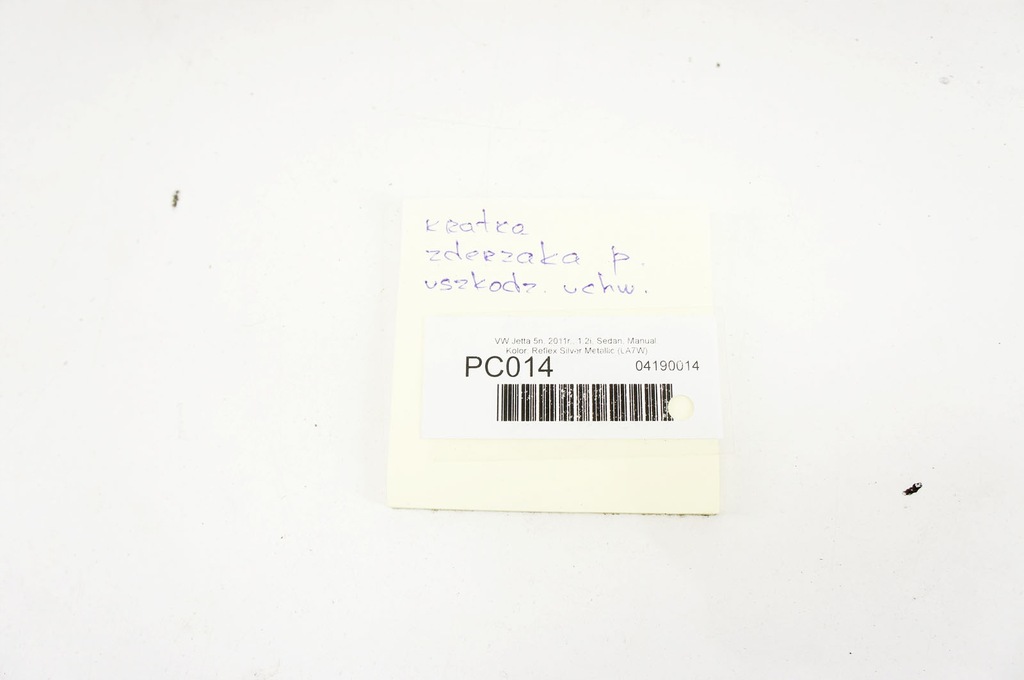 kratka
zderzaka p.
uszkodz. uchw.
VW Jetta 5n. 2011r., 1.2i, Sedan, Manual
Kolor: Reflex Silver Metallic (LA7W)
PC014 04190014